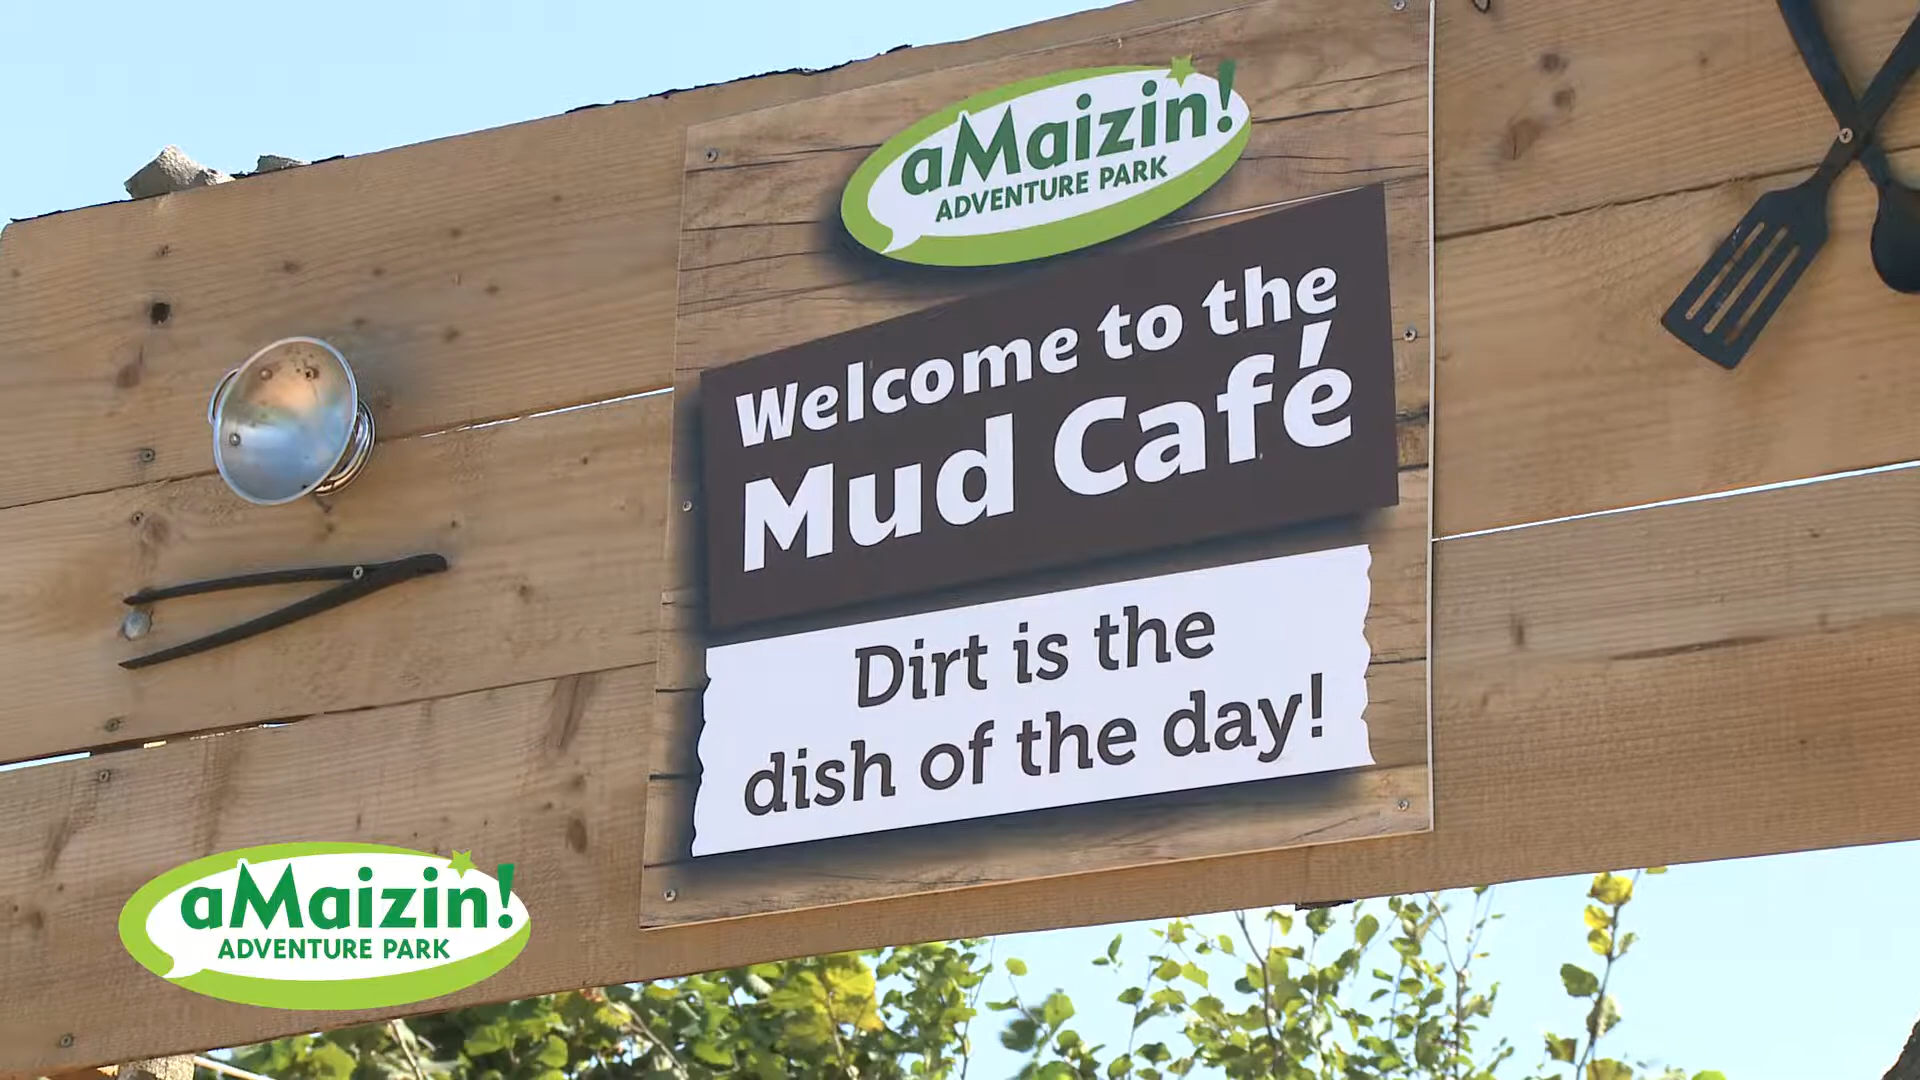 aMaizin!
ADVENTURE PARK
Welcome to the
Mud Café
Dirt is the
dish of the day!
aMaizin!
ADVENTURE PARK